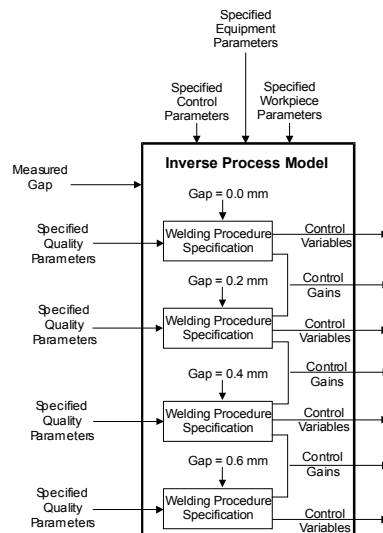 Specified
Equipment
Parameters
Specified
Control
Parameters
Specified
Workpiece
Parameters
Inverse Process Model
Measured
Gap
Gap = 0.0 mm
Specified
Quality
Parameters
Welding Procedure
Specification
Control
Variables
Gap = 0.2 mm
Control
Gains
Specified
Quality
Parameters
Welding Procedure
Specification
Control
Variables
Gap = 0.4 mm
Control
Gains
Specified
Quality
Parameters
Welding Procedure
Specification
Control
Variables
Gap = 0.6 mm
Control
Gains
Specified
Quality
Parameters
Welding Procedure
Specification
Control
Variables